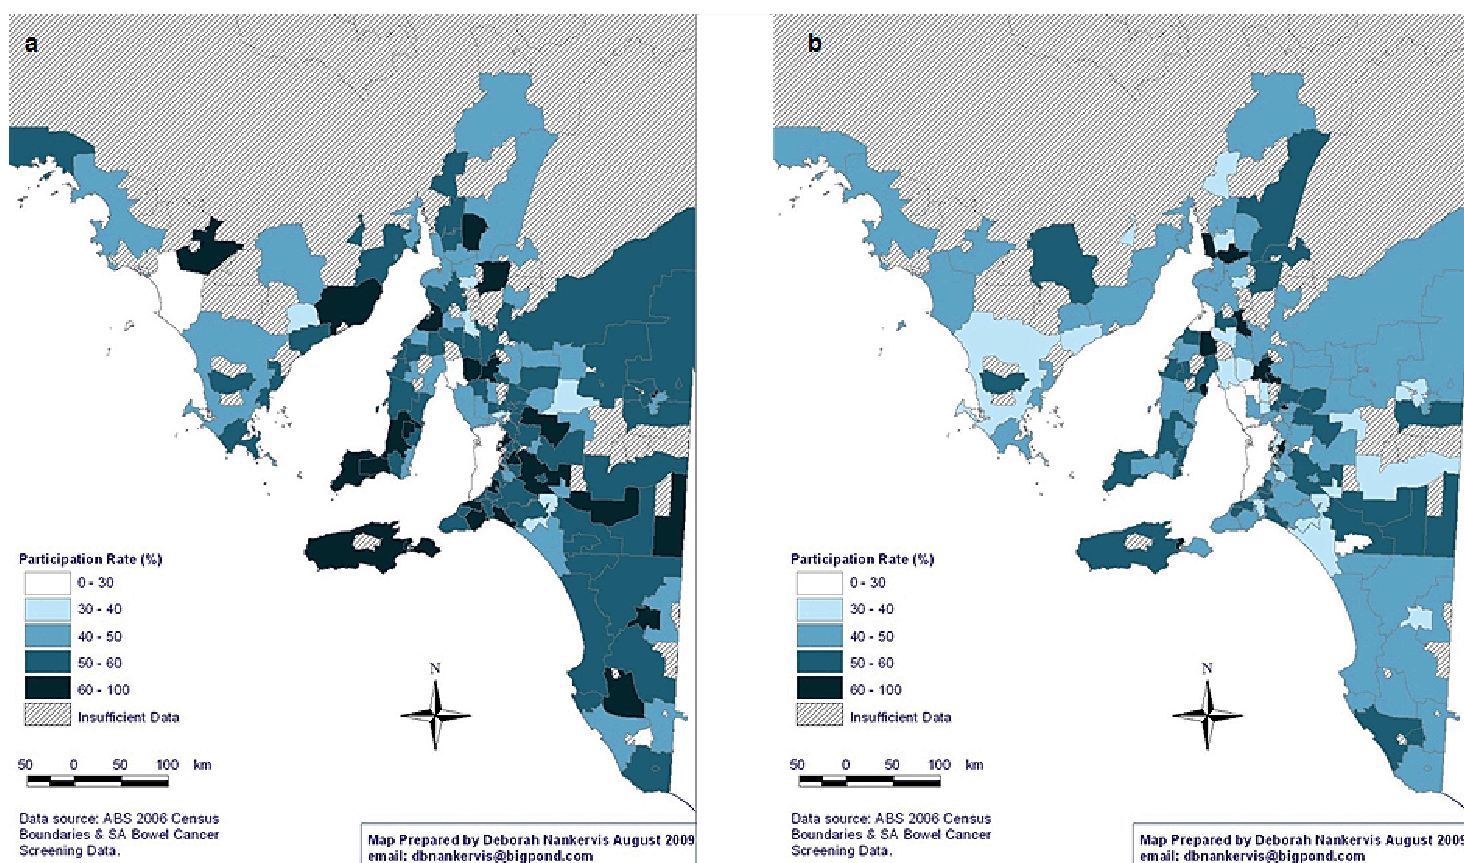 a
Participation Rate (%)
0 - 30
30 - 40
40 - 50
50 - 60
60 - 100
Insufficient Data
N
50 0 50 100 km
Data source: ABS 2006 Census
Boundaries & SA Bowel Cancer
Screening Data.
Map Prepared by Deborah Nankervis August 2009
email: dbnankervis@bigpond.com
b
Participation Rate (%)
0 - 30
30 - 40
40 - 50
50 - 60
60 - 100
Insufficient Data
N
50 0 50 100 km
Data source: ABS 2006 Census
Boundaries & SA Bowel Cancer
Screening Data.
Map Prepared by Deborah Nankervis August 2009
email: dbnankervis@bigpond.com